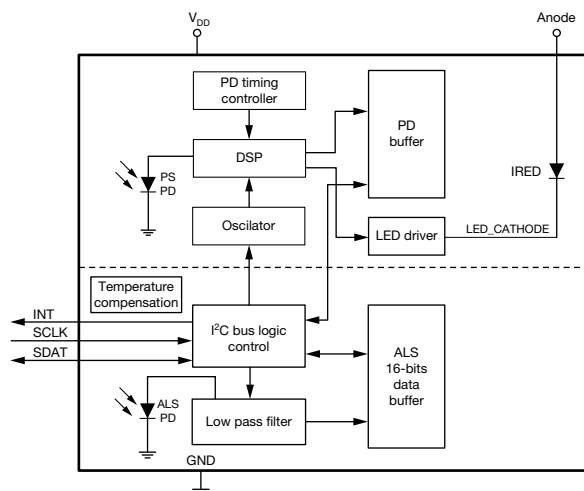 VDD
Anode
PD timing
controller
DSP
PD
buffer
PS
PD
IRED
Oscilator
LED driver
LED_CATHODE
Temperature
compensation
INT
SCLK
SDAT
I²C bus logic
control
ALS
16-bits
data
buffer
ALS
PD
Low pass filter
GND